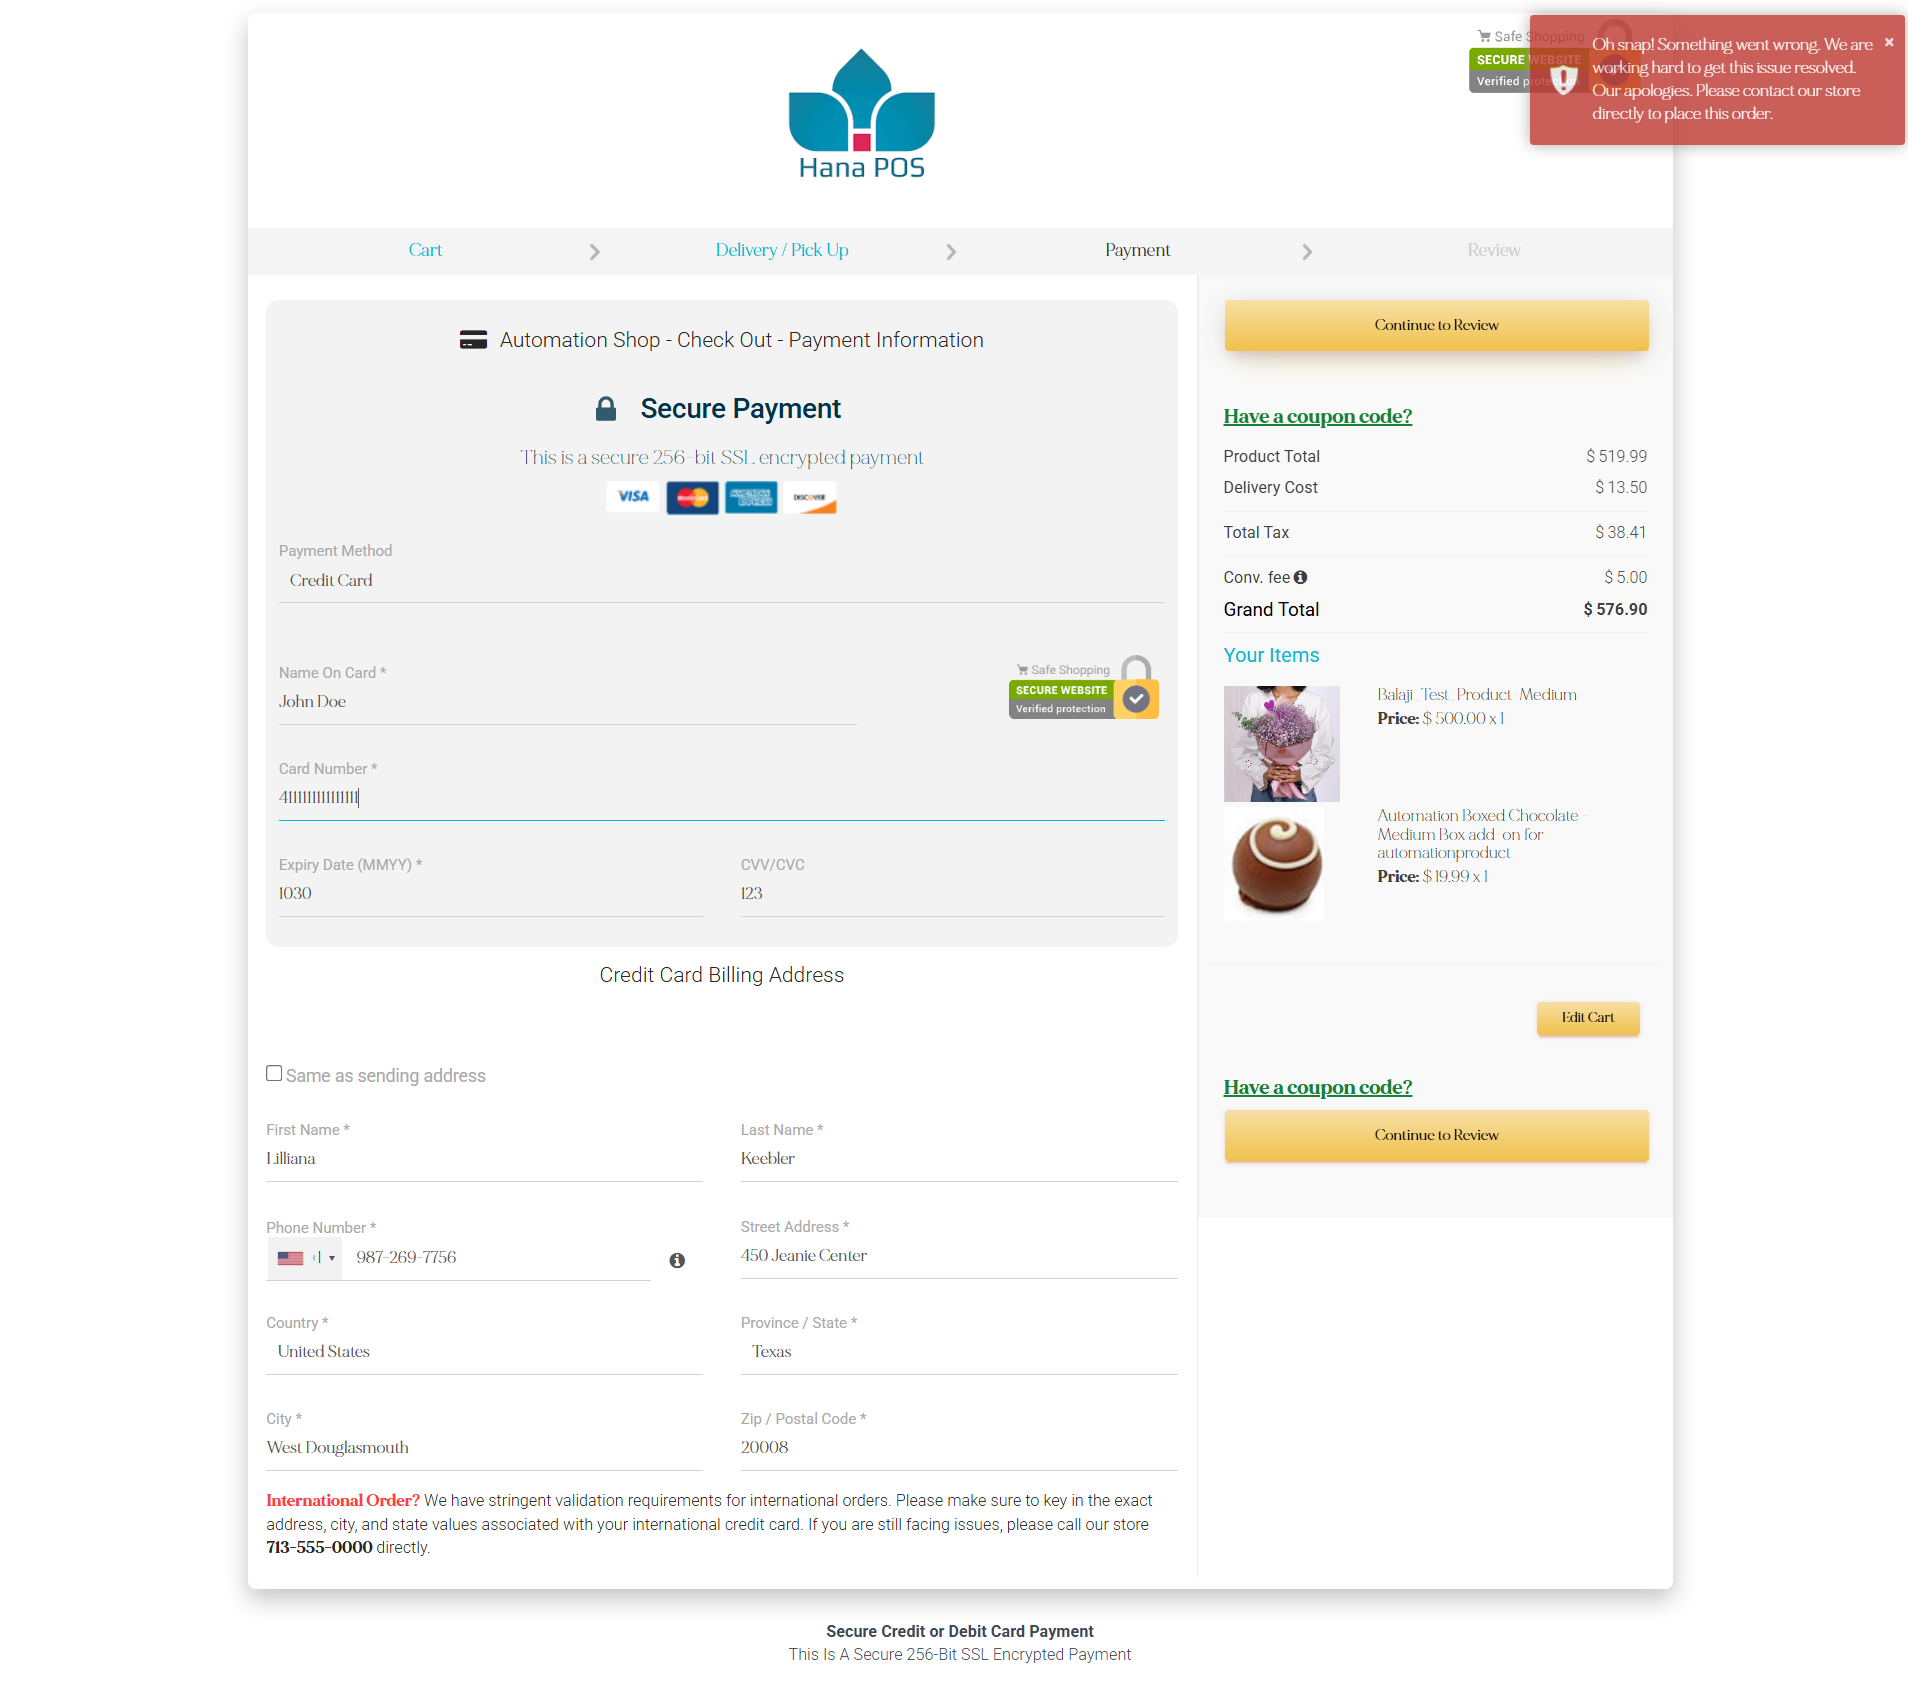 Safe Shopping
SECURE WEBSITE
Verified protection
Oh snap! Something went wrong. We are
working hard to get this issue resolved.
Our apologies. Please contact our store
directly to place this order.
×
Hana POS
Cart
Delivery / Pick Up
Payment
Review
Automation Shop - Check Out - Payment Information
Secure Payment
This is a secure 256-bit SSL encrypted payment
VISA
MasterCard
AMERICAN EXPRESS
DISCOVER
Payment Method
Credit Card
Name On Card *
John Doe
Safe Shopping
SECURE WEBSITE
Verified protection
Card Number *
4111111111111111
Expiry Date (MMYY) *
1030
CVV/CVC
123
Credit Card Billing Address
Same as sending address
First Name *
Lilliana
Last Name *
Keebler
Phone Number *
+1
987-269-7756
Street Address *
450 Jeanie Center
Country *
United States
Province / State *
Texas
City *
West Douglasmouth
Zip / Postal Code *
20008
International Order? We have stringent validation requirements for international orders. Please make sure to key in the exact
address, city, and state values associated with your international credit card. If you are still facing issues, please call our store
713-555-0000 directly.
Continue to Review
Have a coupon code?
Product Total $ 519.99
Delivery Cost $ 13.50
Total Tax $ 38.41
Conv. fee $ 5.00
Grand Total $ 576.90
Your Items
Balaji_Test_Product-Medium
Price: $ 500.00 x 1
Automation Boxed Chocolate -
Medium Box add-on for
automationproduct
Price: $ 19.99 x 1
Edit Cart
Have a coupon code?
Continue to Review
Secure Credit or Debit Card Payment
This Is A Secure 256-Bit SSL Encrypted Payment